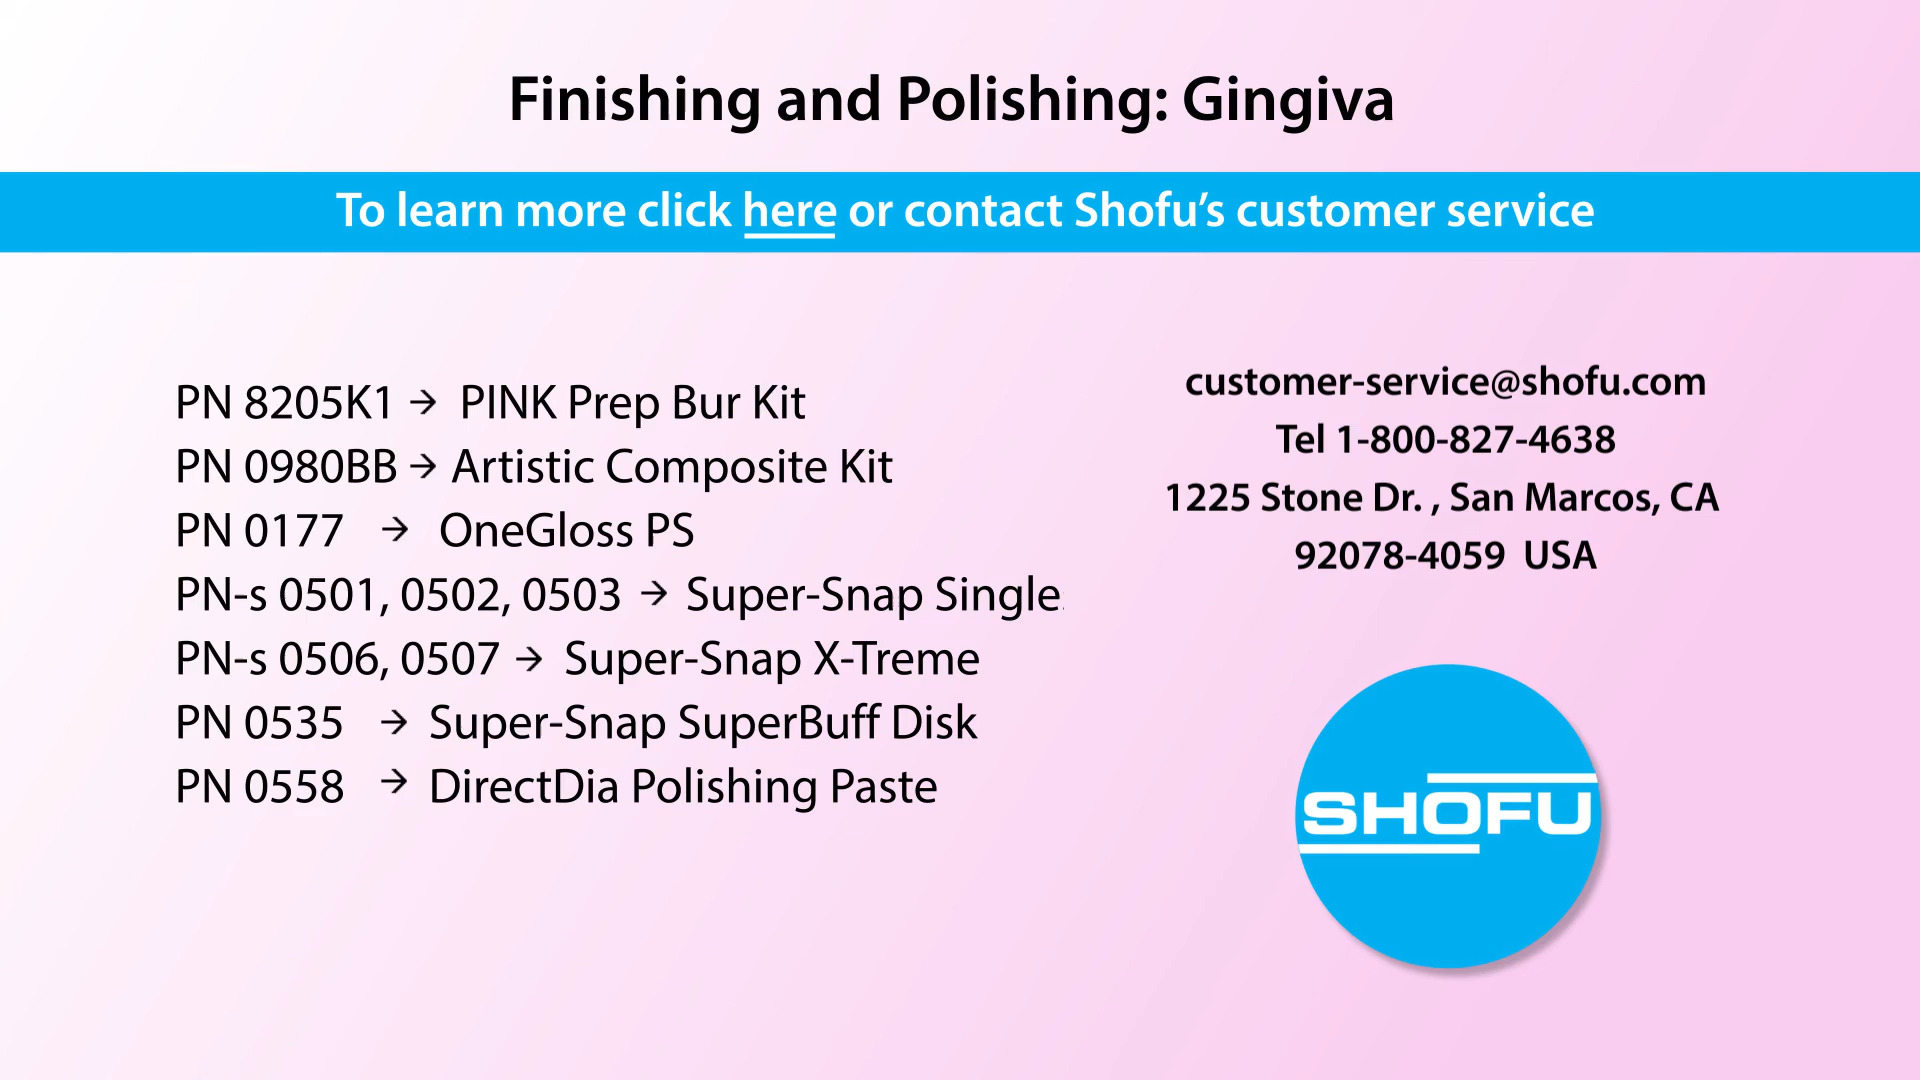 Finishing and Polishing: Gingiva
To learn more click here or contact Shofu’s customer service
PN 8205K1 → PINK Prep Bur Kit
PN 0980BB → Artistic Composite Kit
PN 0177 → OneGloss PS
PN-s 0501, 0502, 0503 → Super-Snap Single
PN-s 0506, 0507 → Super-Snap X-Treme
PN 0535 → Super-Snap SuperBuff Disk
PN 0558 → DirectDia Polishing Paste
customer-service@shofu.com
Tel 1-800-827-4638
1225 Stone Dr. , San Marcos, CA
92078-4059 USA
SHOFU